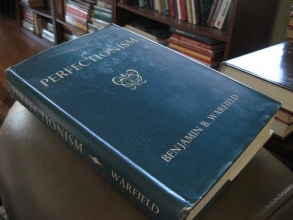 PERFECTIONISM
BENJAMIN B. WARFIELD
PERFECTIONISM WARFIELD